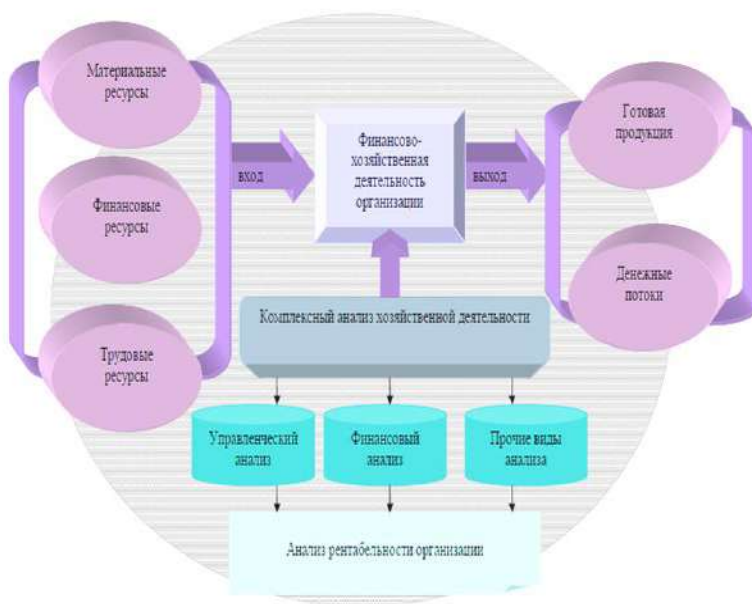 Материальные
ресурсы
Финансовые
ресурсы
Трудовые
ресурсы
вход
Финансово-
хозяйственная
деятельность
организации
выход
Готовая
продукция
Денежные
потоки
Комплексный анализ хозяйственной деятельности
Управленческий
анализ
Финансовый
анализ
Прочие виды
анализа
Анализ рентабельности организации